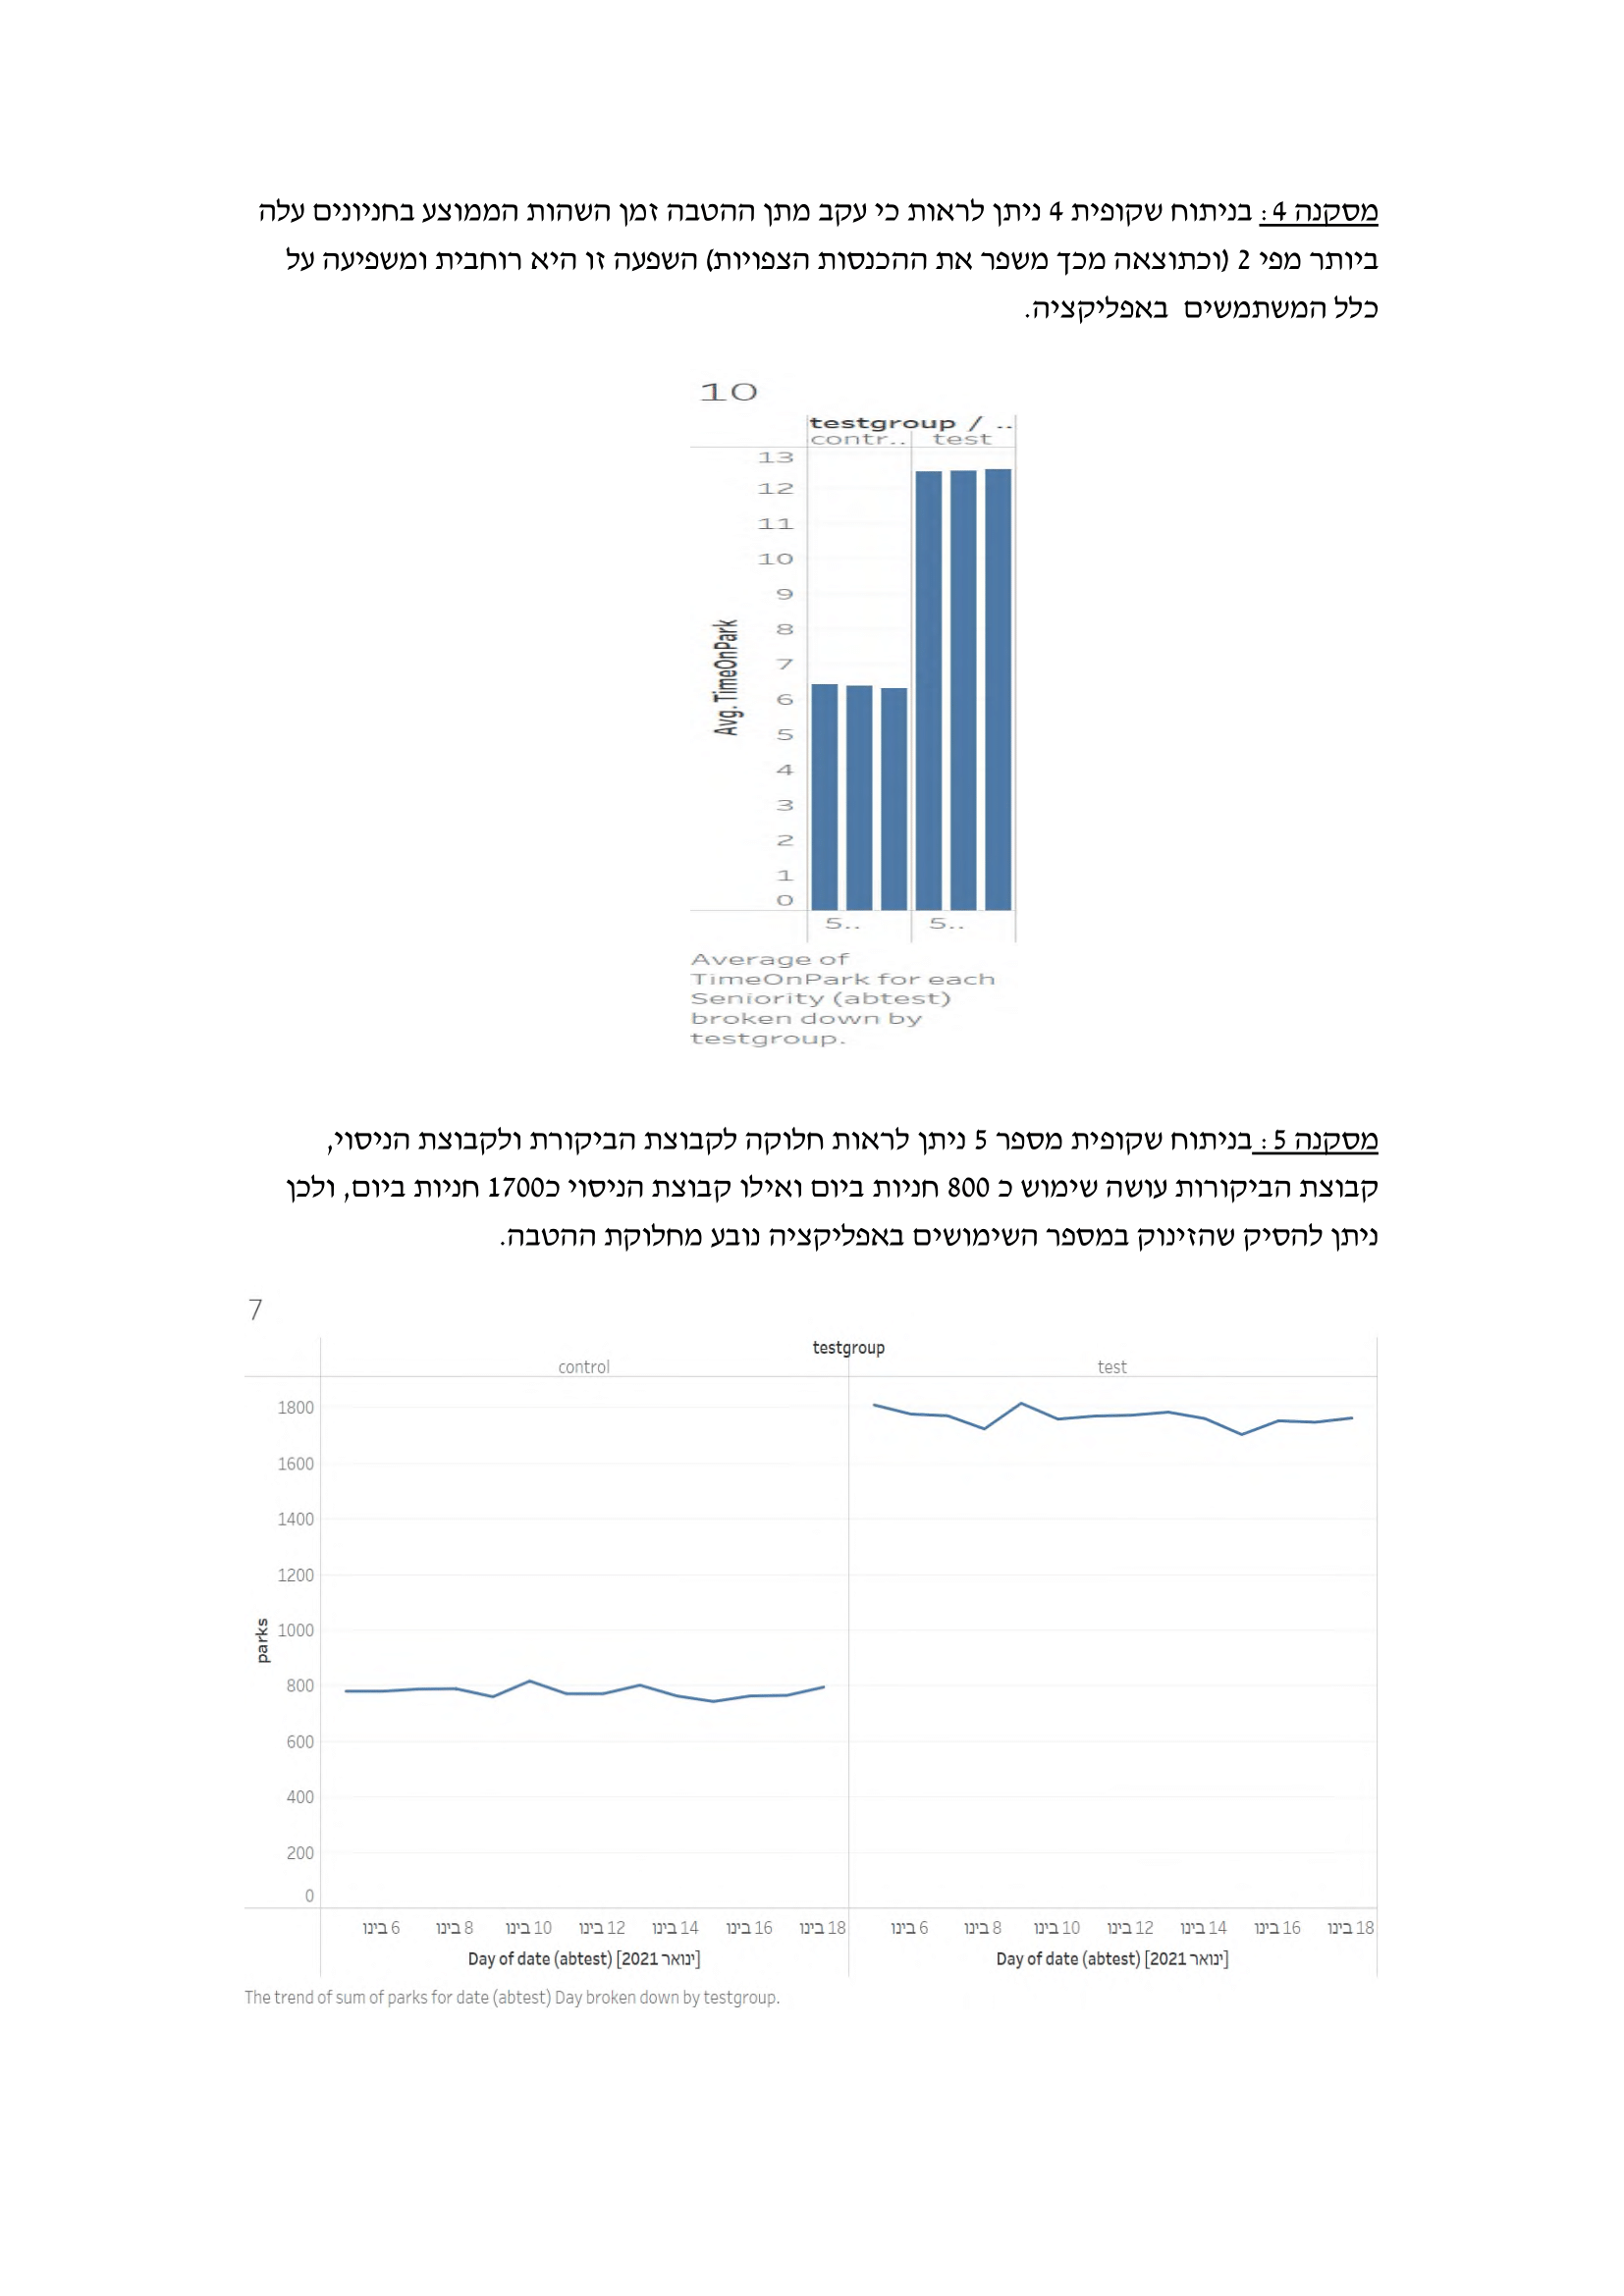 מסקנה 4 : בניתוח שקופית 4 ניתן לראות כי עקב מתן ההטבה זמן השהות הממוצע בחניונים עלה
ביותר מפי 2 (וכתוצאה מכך משפר את ההכנסות הצפויות) השפעה זו היא רוחבית ומשפיעה על
כלל המשתמשים באפליקציה.
10
testgroup / ..
contr.. test
13
12
11
10
9
8
7
6
5
4
3
2
1
0
Avg. TimeOnPark
5.. 5..
Average of
TimeOnPark for each
Seniority (abtest)
broken down by
testgroup.
מסקנה 5 : בניתוח שקופית מספר 5 ניתן לראות חלוקה לקבוצת הביקורת ולקבוצת הניסוי,
קבוצת הביקורות עושה שימוש כ 800 חניות ביום ואילו קבוצת הניסוי כ1700 חניות ביום, ולכן
ניתן להסיק שהזינוק במספר השימושים באפליקציה נובע מחלוקת ההטבה.
7
testgroup
control test
1800
1600
1400
1200
1000
800
600
400
200
0
parks
6 בינו 8 בינו 10 בינו 12 בינו 14 בינו 16 בינו 18 בינו 6 בינו 8 בינו 10 בינו 12 בינו 14 בינו 16 בינו 18 בינו
Day of date (abtest) [ינואר 2021] Day of date (abtest) [ינואר 2021]
The trend of sum of parks for date (abtest) Day broken down by testgroup.